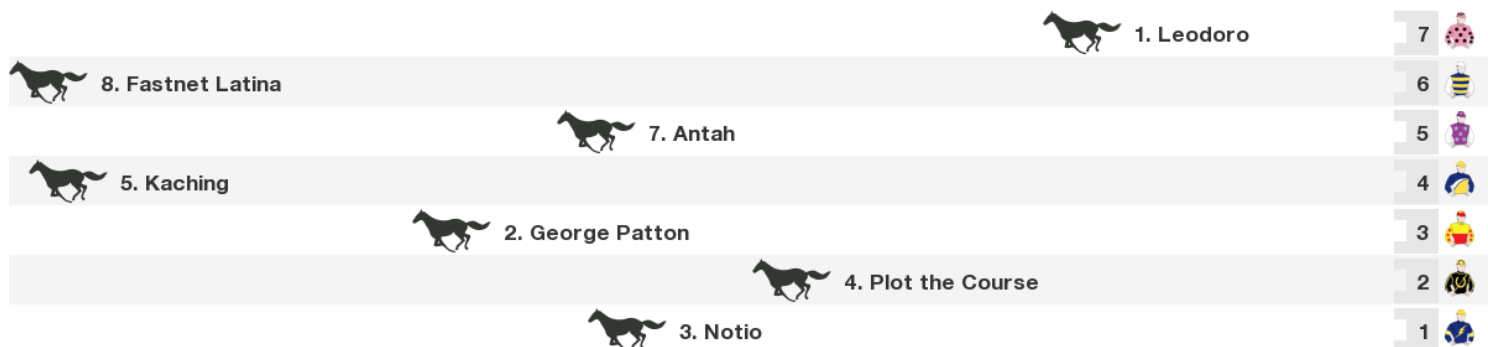 1. Leodoro 7
8. Fastnet Latina 6
7. Antah 5
5. Kaching 4
2. George Patton 3
4. Plot the Course 2
3. Notio 1